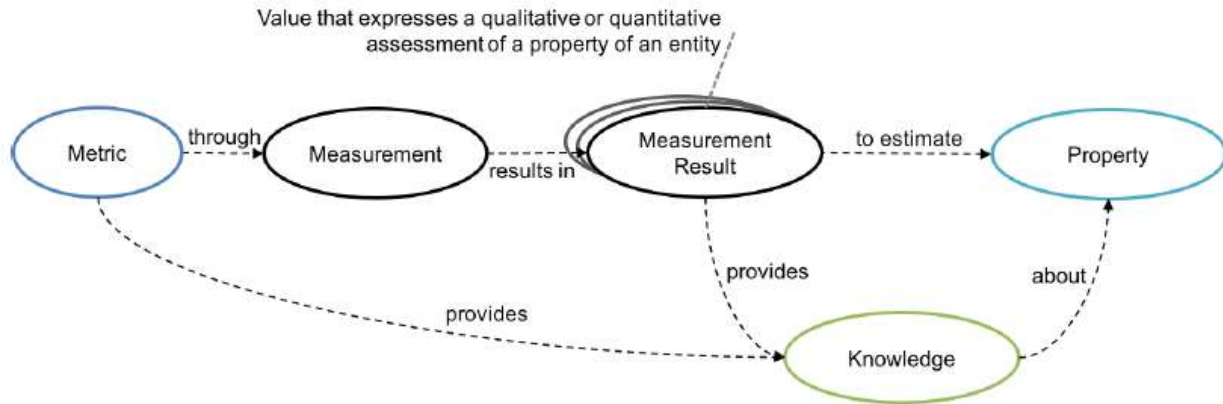 Value that expresses a qualitative or quantitative
assessment of a property of an entity
Metric
through
Measurement
results in
Measurement
Result
to estimate
Property
provides
about
provides
Knowledge